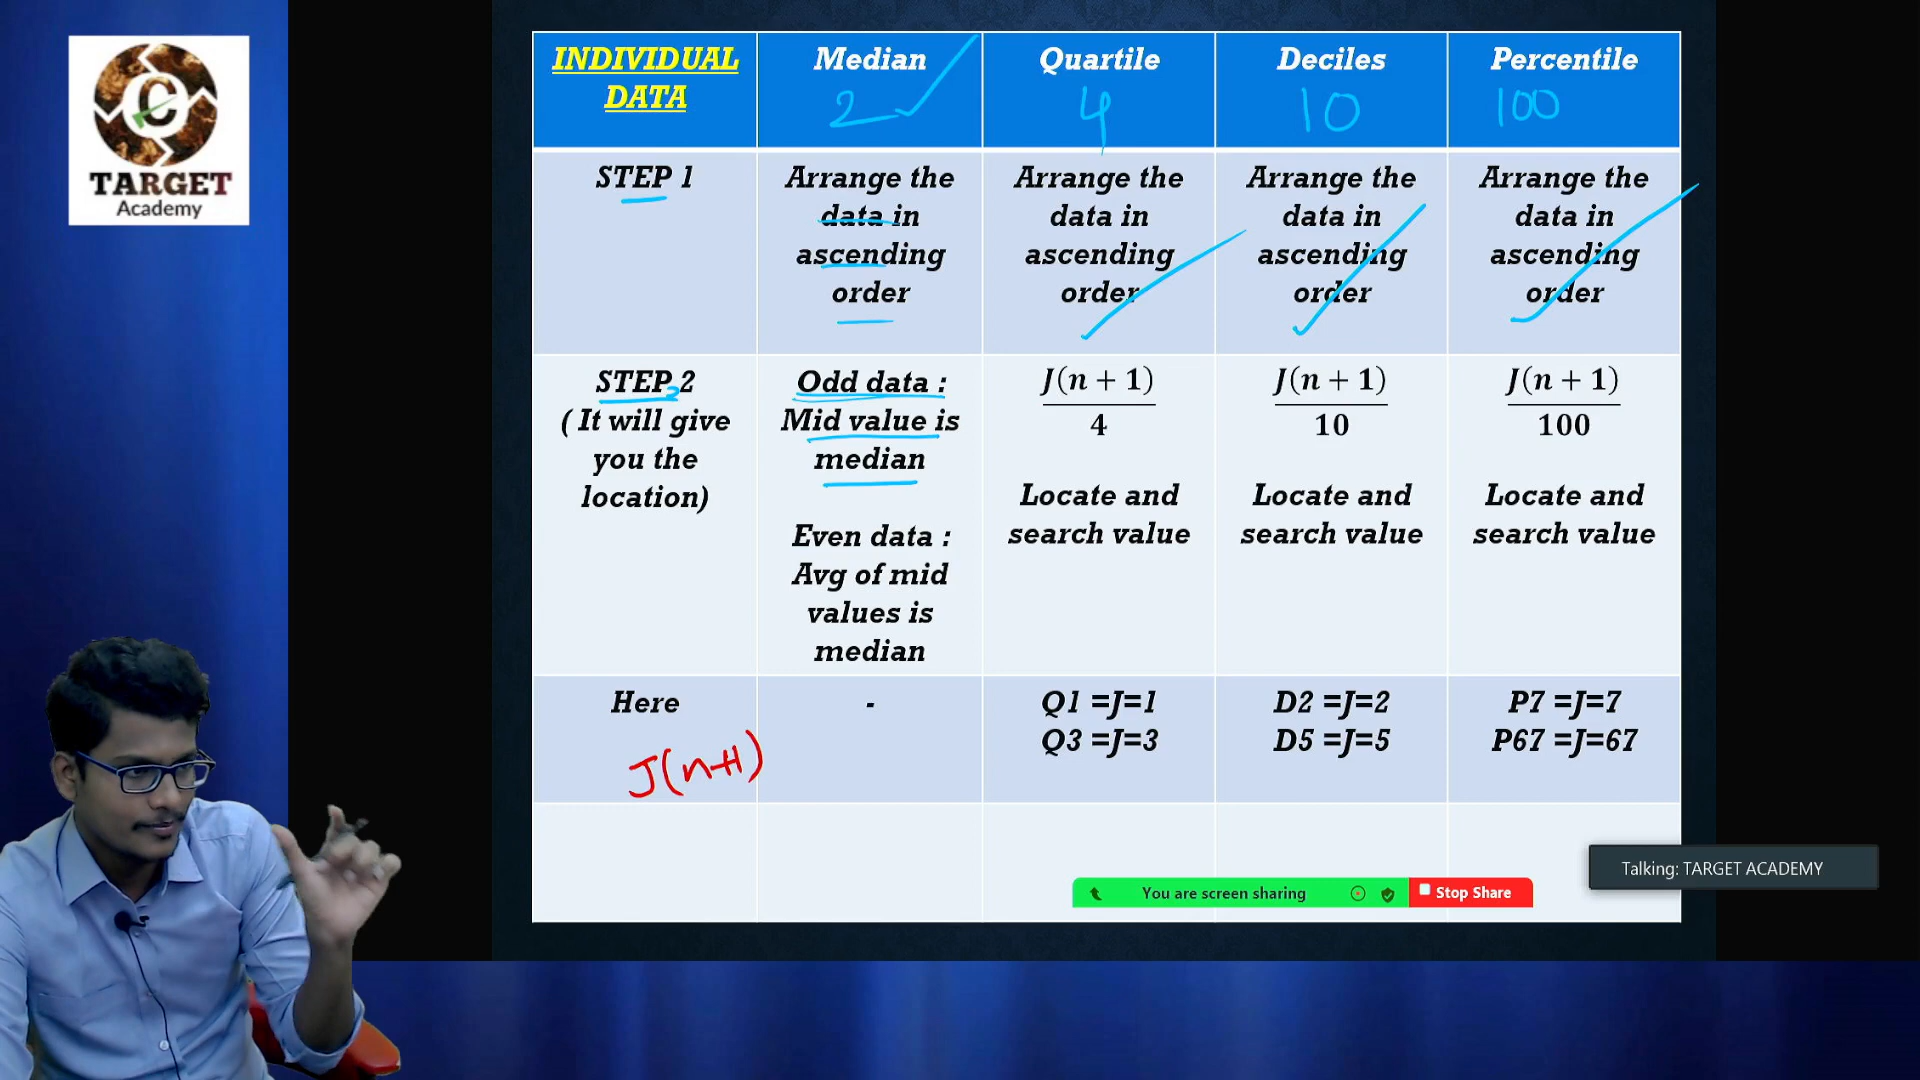 C
TARGET
Academy
INDIVIDUAL
DATA
Median
2
Quartile
4
Deciles
10
Percentile
100
STEP 1
Arrange the
data in
ascending
order
Arrange the
data in
ascending
order
Arrange the
data in
ascending
order
Arrange the
data in
ascending
order
STEP 2
( It will give
you the
location)
Odd data :
Mid value is
median
Even data :
Avg of mid
values is
median
J(n + 1)
4
Locate and
search value
J(n + 1)
10
Locate and
search value
J(n + 1)
100
Locate and
search value
Here
J(n+1)
-
Q1 =J=1
Q3 =J=3
D2 =J=2
D5 =J=5
P7 =J=7
P67 =J=67
Talking: TARGET ACADEMY
You are screen sharing
Stop Share